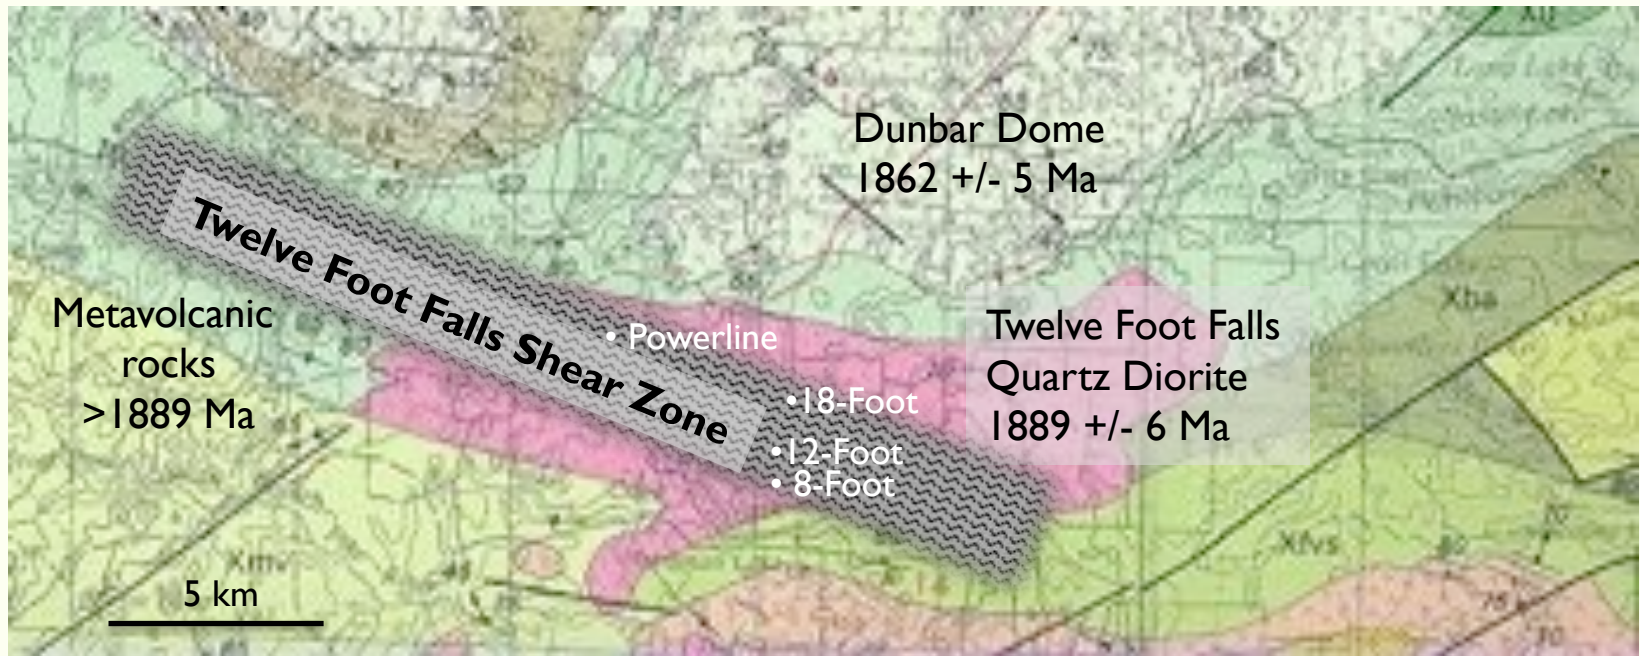 Dunbar Dome
1862 +/- 5 Ma
Twelve Foot Falls Shear Zone
Metavolcanic
rocks
>1889 Ma
• Powerline
Twelve Foot Falls
Quartz Diorite
1889 +/- 6 Ma
•18-Foot
•12-Foot
• 8-Foot
Xba
Xfvs
Xmv
5 km